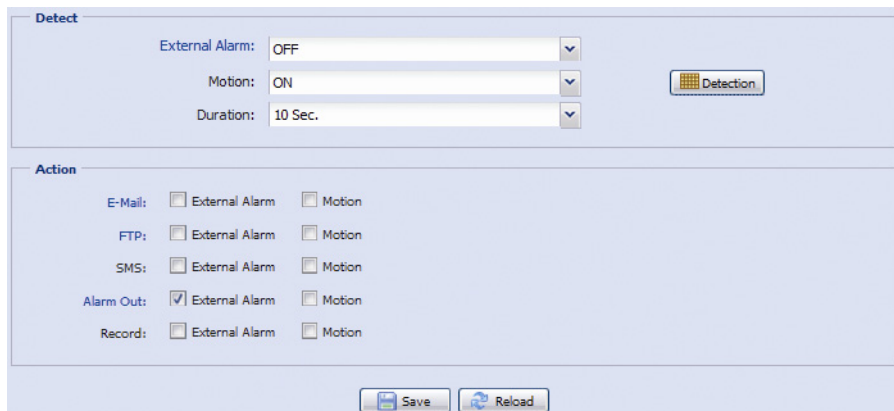 Detect
External Alarm: OFF
Motion: ON Detection
Duration: 10 Sec.
Action
E-Mail: External Alarm Motion
FTP: External Alarm Motion
SMS: External Alarm Motion
Alarm Out: External Alarm Motion
Record: External Alarm Motion
Save Reload